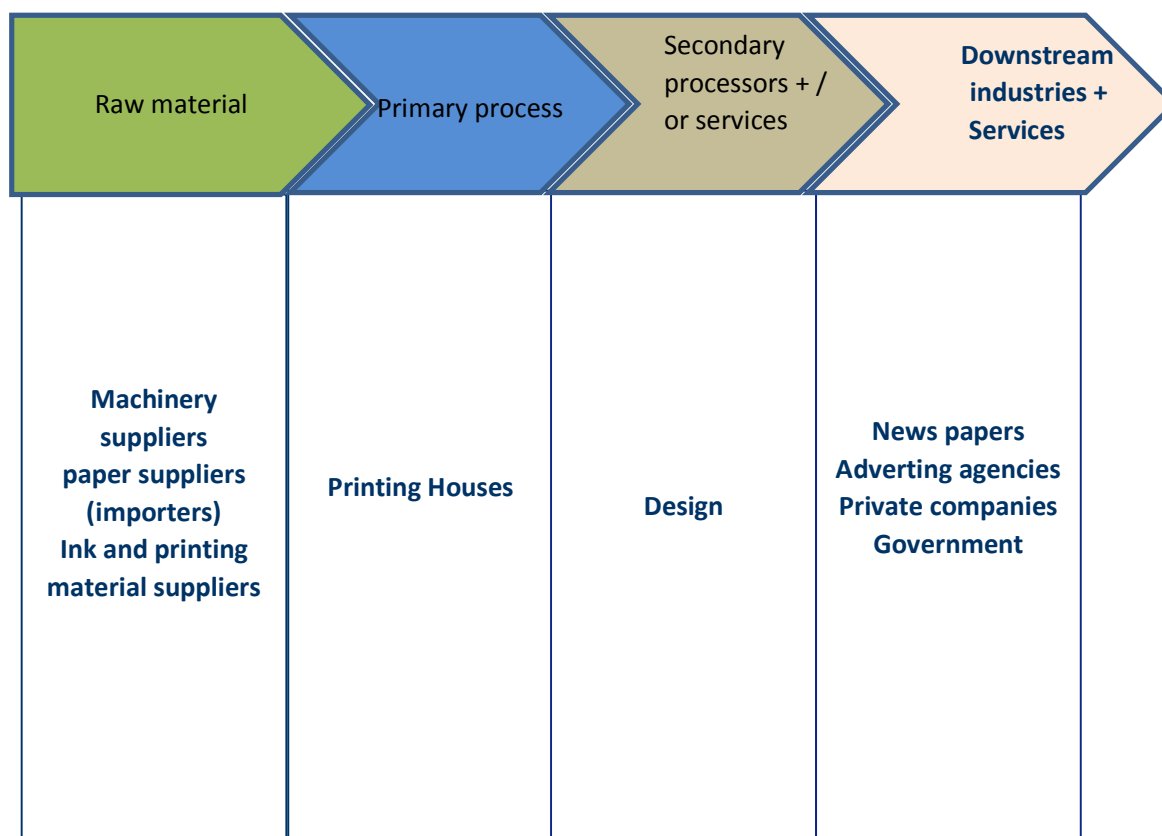 Raw material
Primary process
Secondary
processors + /
or services
Downstream
industries +
Services
Machinery
suppliers
paper suppliers
(importers)
Ink and printing
material suppliers
Printing Houses
Design
News papers
Adverting agencies
Private companies
Government